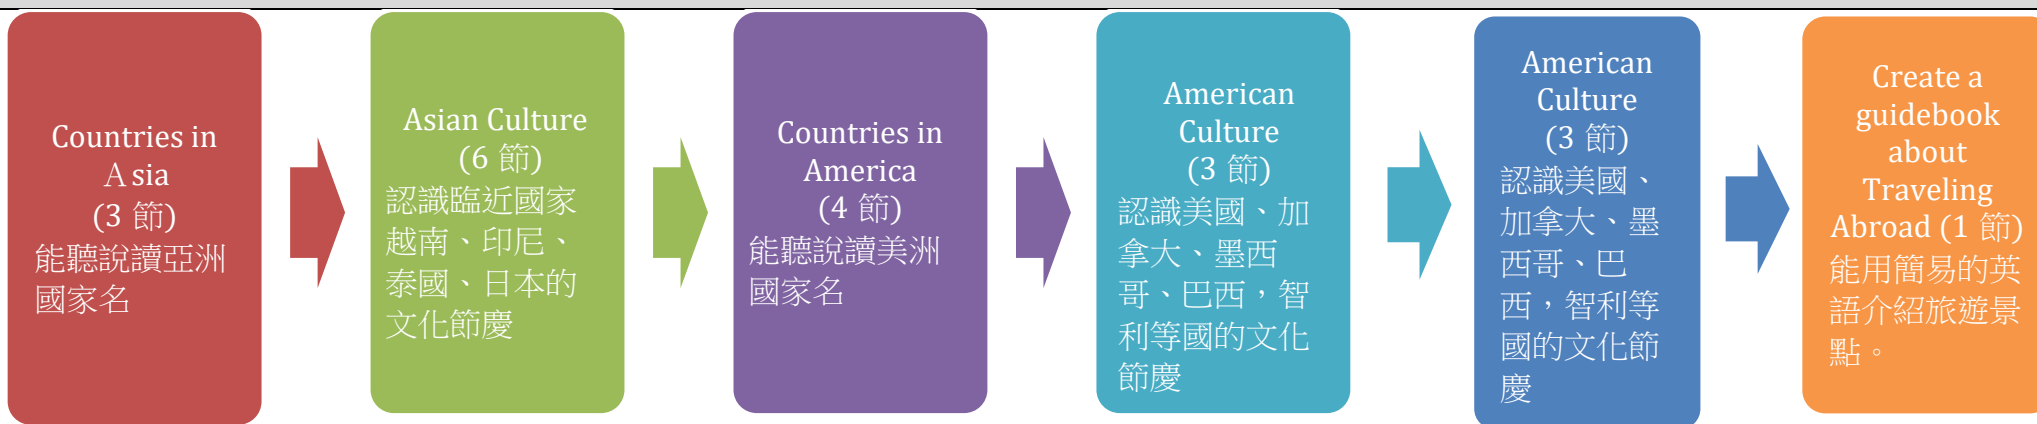 Countries in
Ａsia
(3 節)
能聽說讀亞洲
國家名
Asian Culture
(6 節)
認識臨近國家
越南、印尼、
泰國、日本的
文化節慶
Countries in
America
(4 節)
能聽說讀美洲
國家名
American
Culture
(3 節)
認識美國、加
拿大、墨西
哥、巴西，智
利等國的文化
節慶
American
Culture
(3 節)
認識美國、
加拿大、墨
西哥、巴
西，智利等
國的文化節
慶
Create a
guidebook
about
Traveling
Abroad (1 節)
能用簡易的英
語介紹旅遊景
點。